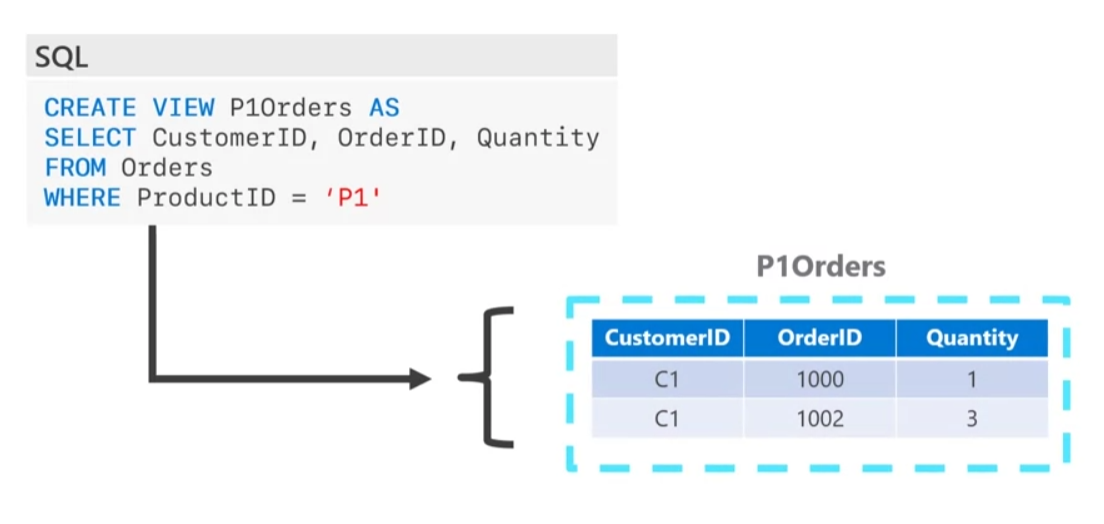 SQL
CREATE VIEW P1Orders AS
SELECT CustomerID, OrderID, Quantity
FROM Orders
WHERE ProductID = ‘P1'
P1Orders
CustomerID OrderID Quantity
C1 1000 1
C1 1002 3